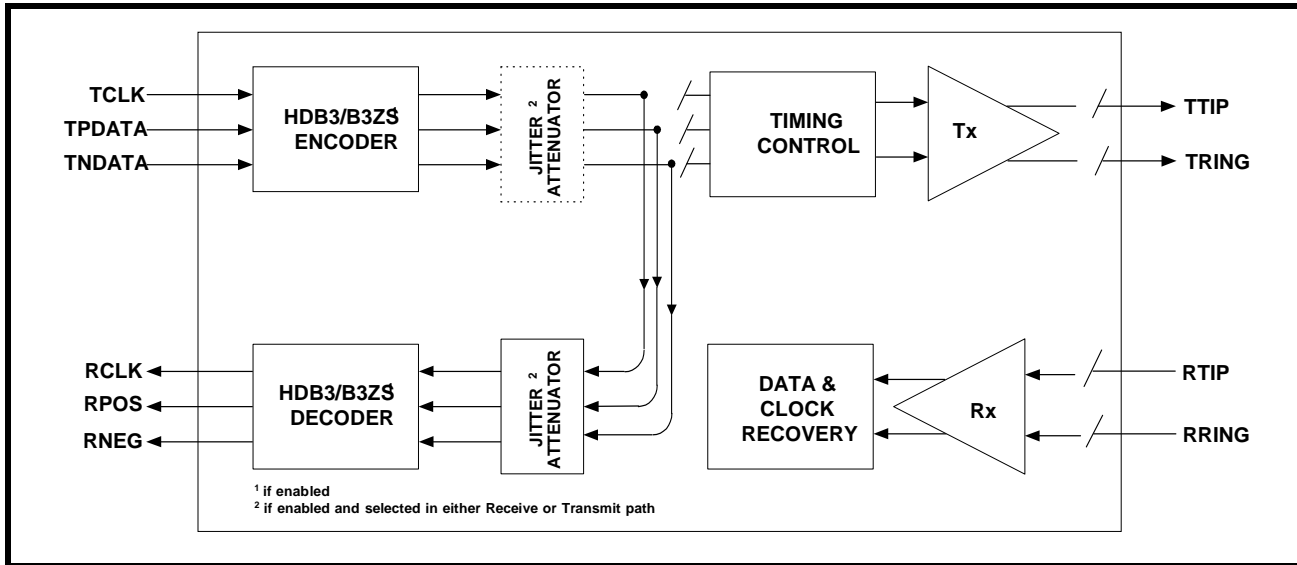 TCLK
TPDATA
TNDATA
HDB3/B3ZS1
ENCODER
JITTER 2
ATTENUATOR
TIMING
CONTROL
Tx
TTIP
TRING
RCLK
RPOS
RNEG
HDB3/B3ZS1
DECODER
JITTER 2
ATTENUATOR
DATA &
CLOCK
RECOVERY
Rx
RTIP
RRING
1 if enabled
2 if enabled and selected in either Receive or Transmit path